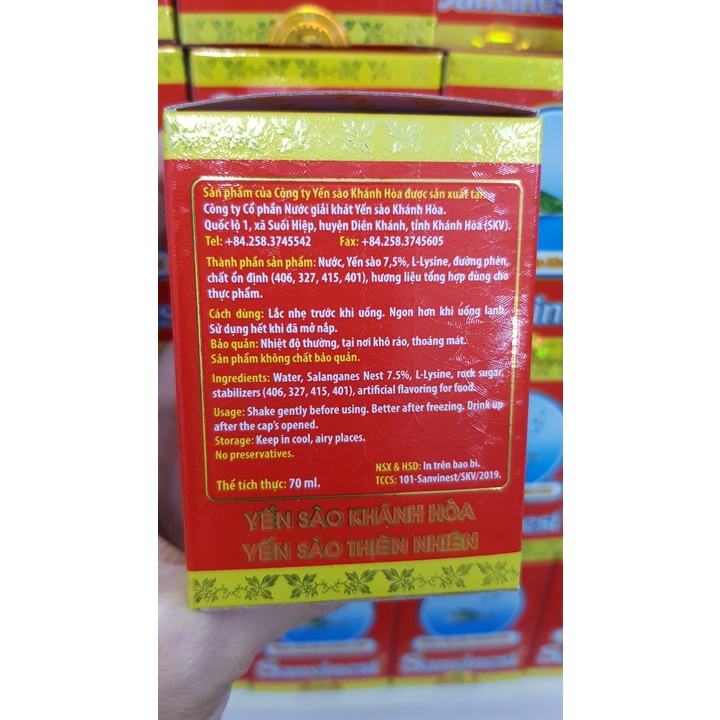 Sanvinest
Sản phẩm của Công ty Yến sào Khánh Hòa được sản xuất tại:
Công ty Cổ phần Nước giải khát Yến sào Khánh Hòa.
Quốc lộ 1, xã Suối Hiệp, huyện Diên Khánh, tỉnh Khánh Hòa (SKV).
Tel: +84.258.3745542 Fax: +84.258.3745605
Thành phần sản phẩm: Nước, Yến sào 7,5%, L-Lysine, đường phèn,
chất ổn định (406, 327, 415, 401), hương liệu tổng hợp dùng cho
thực phẩm.
Cách dùng: Lắc nhẹ trước khi uống. Ngon hơn khi uống lạnh.
Sử dụng hết khi đã mở nắp.
Bảo quản: Nhiệt độ thường, tại nơi khô ráo, thoáng mát.
Sản phẩm không chất bảo quản.
Ingredients: Water, Salanganes Nest 7.5%, L-Lysine, rock sugar,
stabilizers (406, 327, 415, 401), artificial flavoring for food.
Usage: Shake gently before using. Better after freezing. Drink up
after the cap's opened.
Storage: Keep in cool, airy places.
No preservatives.
NSX & HSD: In trên bao bì.
Thể tích thực: 70 ml.
TCCS: 101-Sanvinest/SKV/2019.
YẾN SÀO KHÁNH HÒA
YẾN SÀO THIÊN NHIÊN
Sanvinest